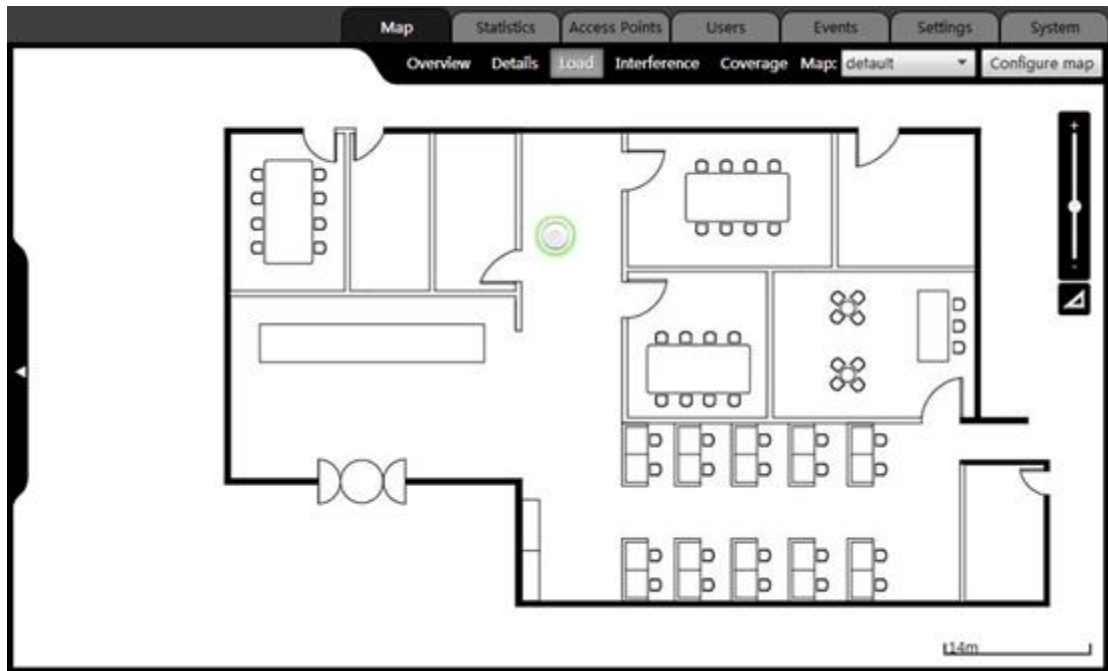 Map Statistics Access Points Users Events Settings System
Overview Details Load Interference Coverage Map: default Configure map
+
-
14m